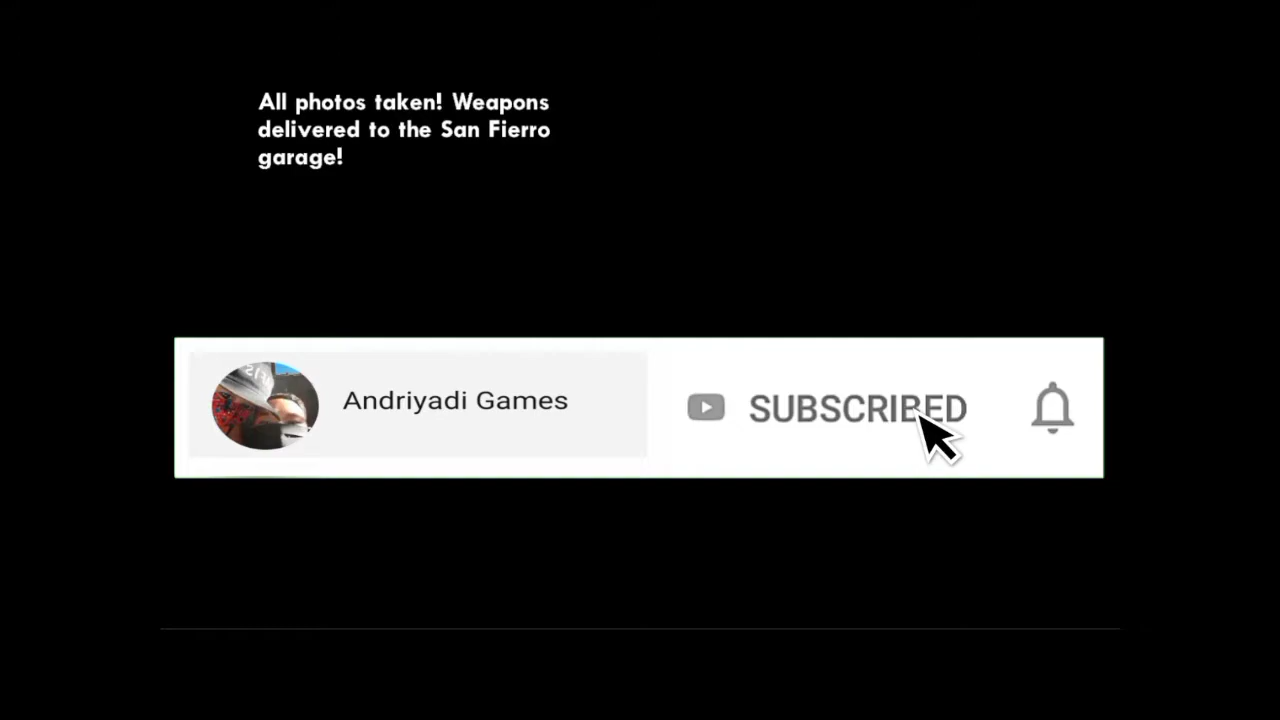 All photos taken! Weapons
delivered to the San Fierro
garage!
Andriyadi Games
SUBSCRIBED